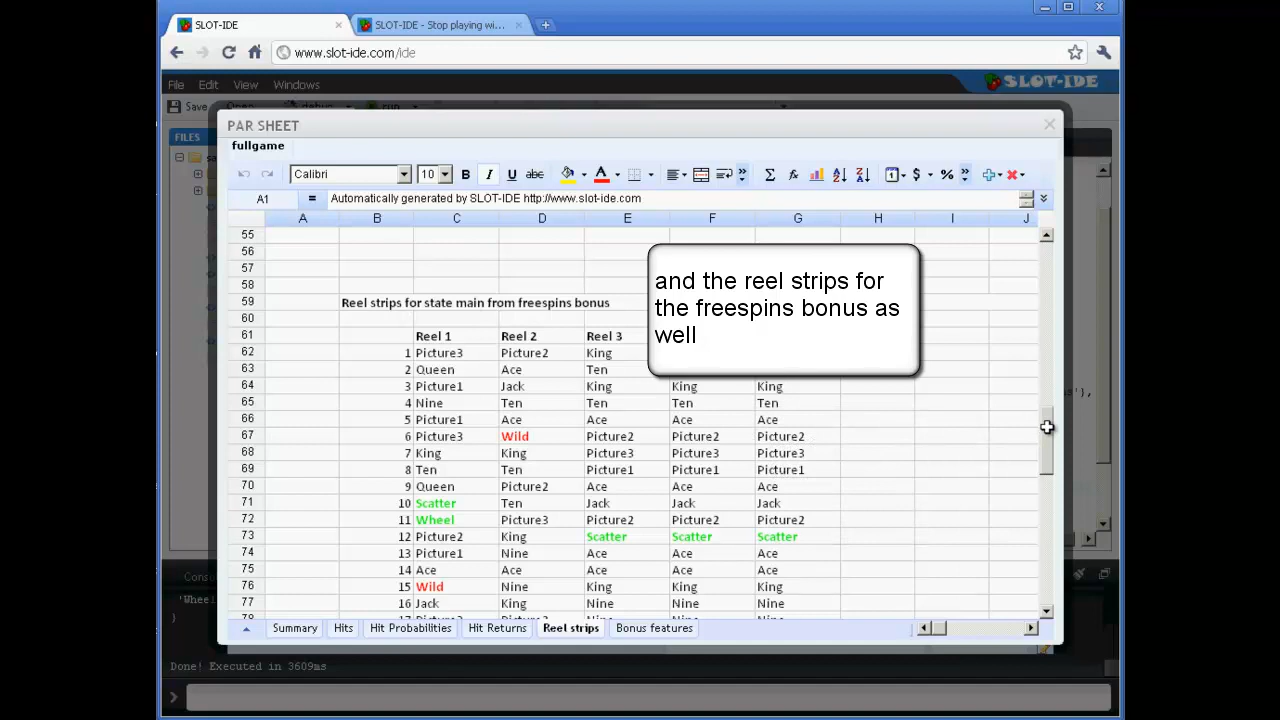 SLOT-IDE
SLOT-IDE - Stop playing wi...
www.slot-ide.com/ide
File Edit View Windows
SLOT-IDE
Save Open debug run
FILES
PAR SHEET
fullgame
Calibri 10 B I U abc Σ fx $ %
A1 = Automatically generated by SLOT-IDE http://www.slot-ide.com
A B C D E F G H I J
55
56
57
58
and the reel strips for
the freespins bonus as
well
59 Reel strips for state main from freespins bonus
60
61 Reel 1 Reel 2 Reel 3
62 1 Picture3 Picture2 King
63 2 Queen Ace Ten
64 3 Picture1 Jack King King King
65 4 Nine Ten Ten Ten Ten
66 5 Picture1 Ace Ace Ace Ace
67 6 Picture3 Wild Picture2 Picture2 Picture2
68 7 King King Picture3 Picture3 Picture3
69 8 Ten Ten Picture1 Picture1 Picture1
70 9 Queen Picture2 Ace Ace Ace
71 10 Scatter Ten Jack Jack Jack
72 11 Wheel Picture3 Picture2 Picture2 Picture2
73 12 Picture2 King Scatter Scatter Scatter
74 13 Picture1 Nine Ace Ace Ace
75 14 Ace Ace Ace Ace Ace
76 15 Wild Nine King King King
77 16 Jack King Nine Nine Nine
Summary Hits Hit Probabilities Hit Returns Reel strips Bonus features
'Wheel
}
Done! Executed in 3609ms